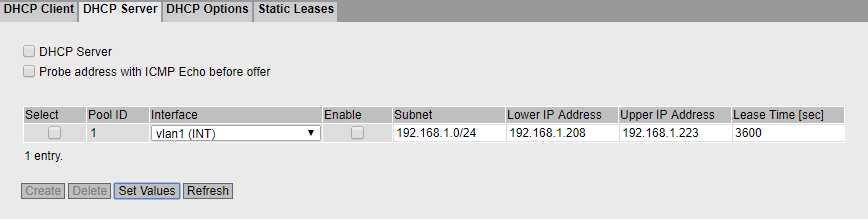 DHCP Client DHCP Server DHCP Options Static Leases
DHCP Server
Probe address with ICMP Echo before offer
Select Pool ID Interface Enable Subnet Lower IP Address Upper IP Address Lease Time [sec]
1 vlan1 (INT) 192.168.1.0/24 192.168.1.208 192.168.1.223 3600
1 entry.
Create Delete Set Values Refresh